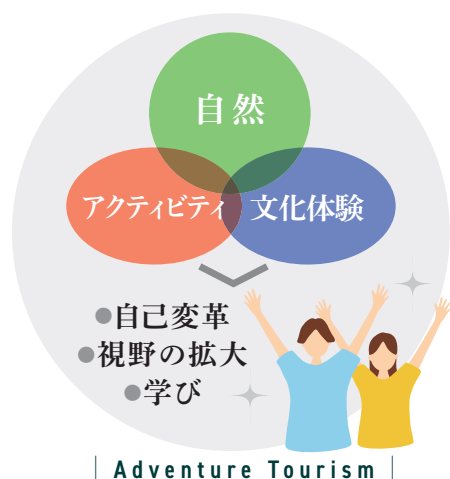 自然
アクティビティ
文化体験
●自己変革
●視野の拡大
●学び
| Adventure Tourism |